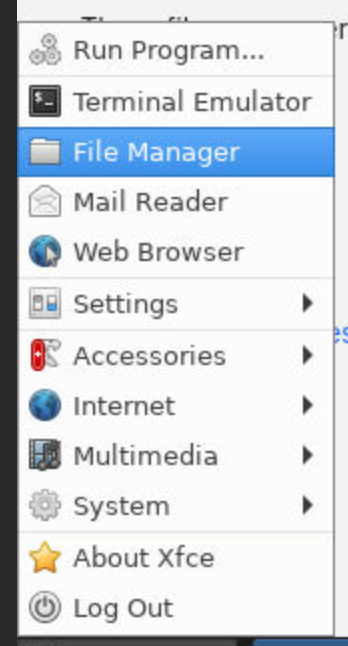 Run Program...
Terminal Emulator
File Manager
Mail Reader
Web Browser
Settings
Accessories
Internet
Multimedia
System
About Xfce
Log Out